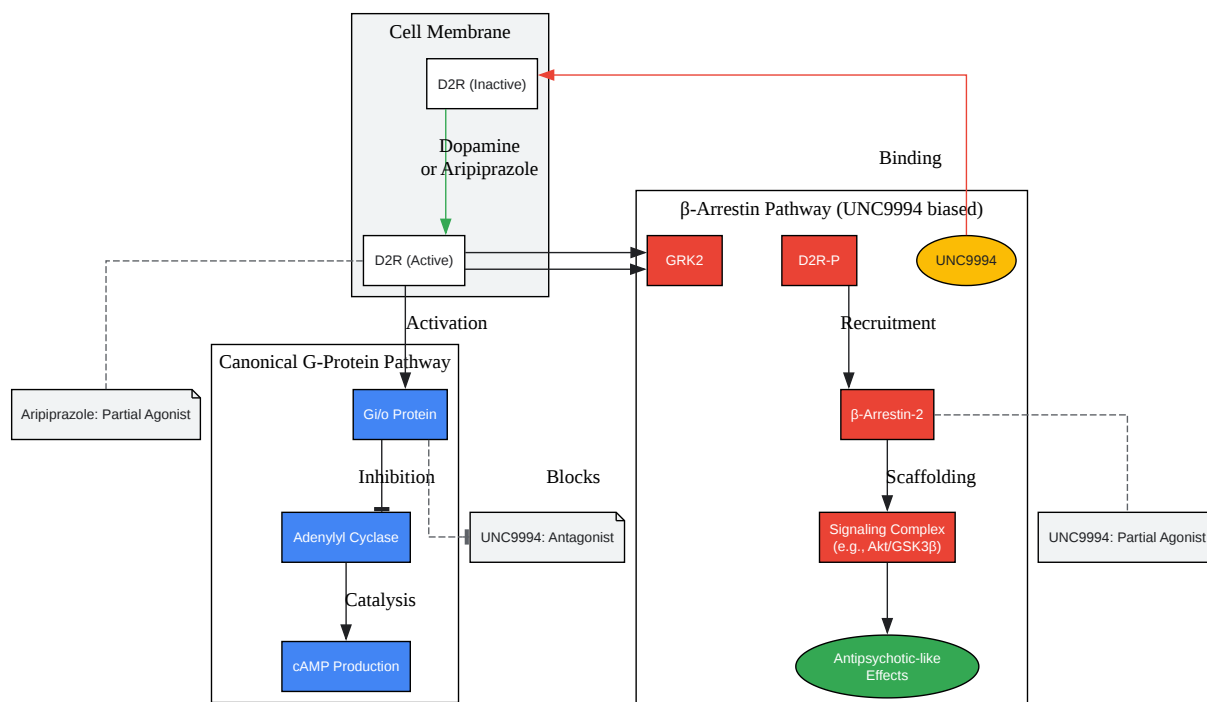 Cell Membrane
D2R (Inactive)
Dopamine
or Aripiprazole
Binding
β-Arrestin Pathway (UNC9994 biased)
D2R (Active)
GRK2
D2R-P
UNC9994
Activation
Recruitment
Canonical G-Protein Pathway
Aripiprazole: Partial Agonist
Gi/o Protein
β-Arrestin-2
Inhibition
Blocks
Scaffolding
Adenylyl Cyclase
UNC9994: Antagonist
Signaling Complex
(e.g., Akt/GSK3β)
UNC9994: Partial Agonist
Catalysis
cAMP Production
Antipsychotic-like
Effects